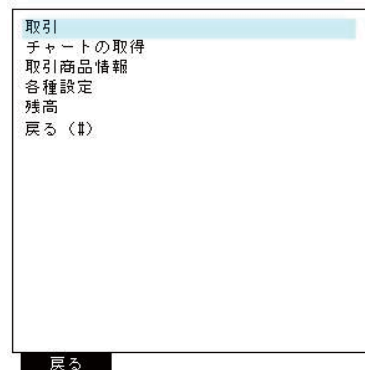 取引
チャートの取得
取引商品情報
各種設定
残高
戻る（#）
戻る